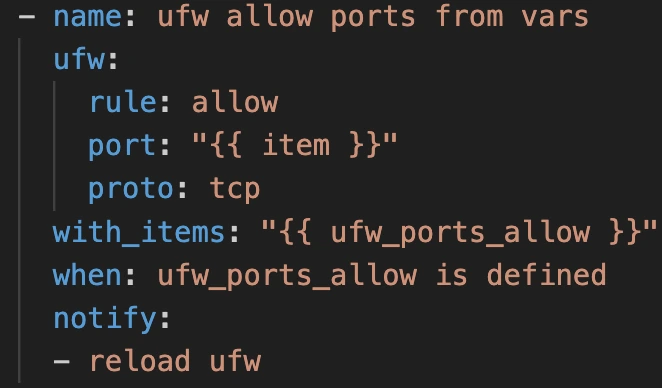 - name: ufw allow ports from vars
  ufw:
    rule: allow
    port: "{{ item }}"
    proto: tcp
  with_items: "{{ ufw_ports_allow }}"
  when: ufw_ports_allow is defined
  notify:
  - reload ufw